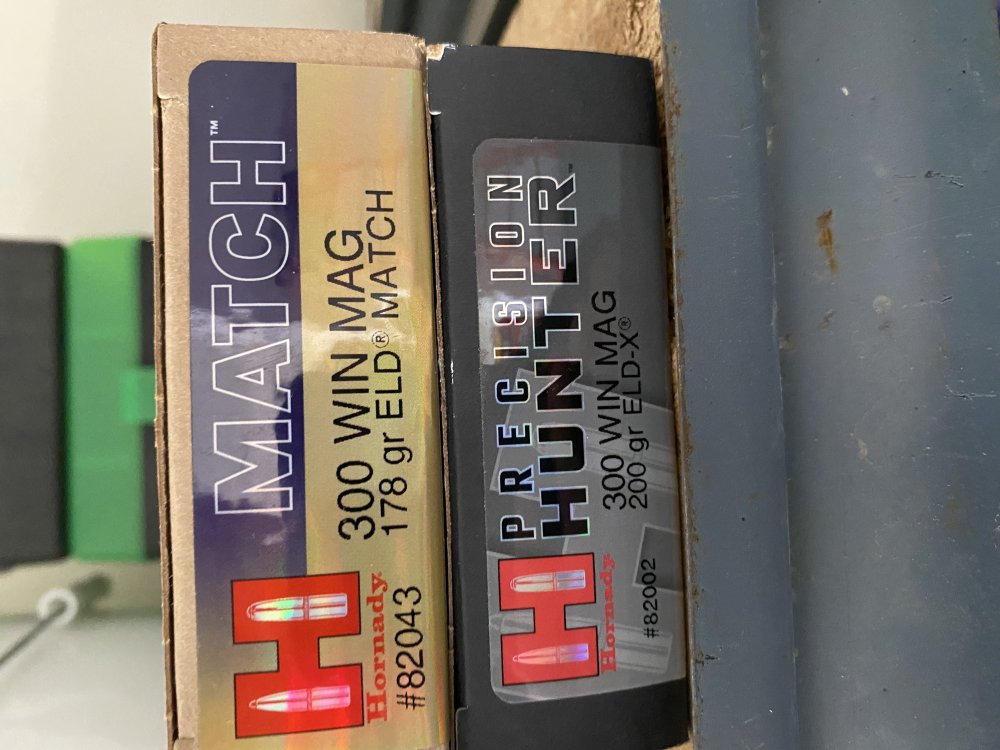 MATCH™
300 WIN MAG
178 gr ELD® MATCH
Hornady
#82043
PRECISION
HUNTER™
300 WIN MAG
200 gr ELD-X®
Hornady
#82002